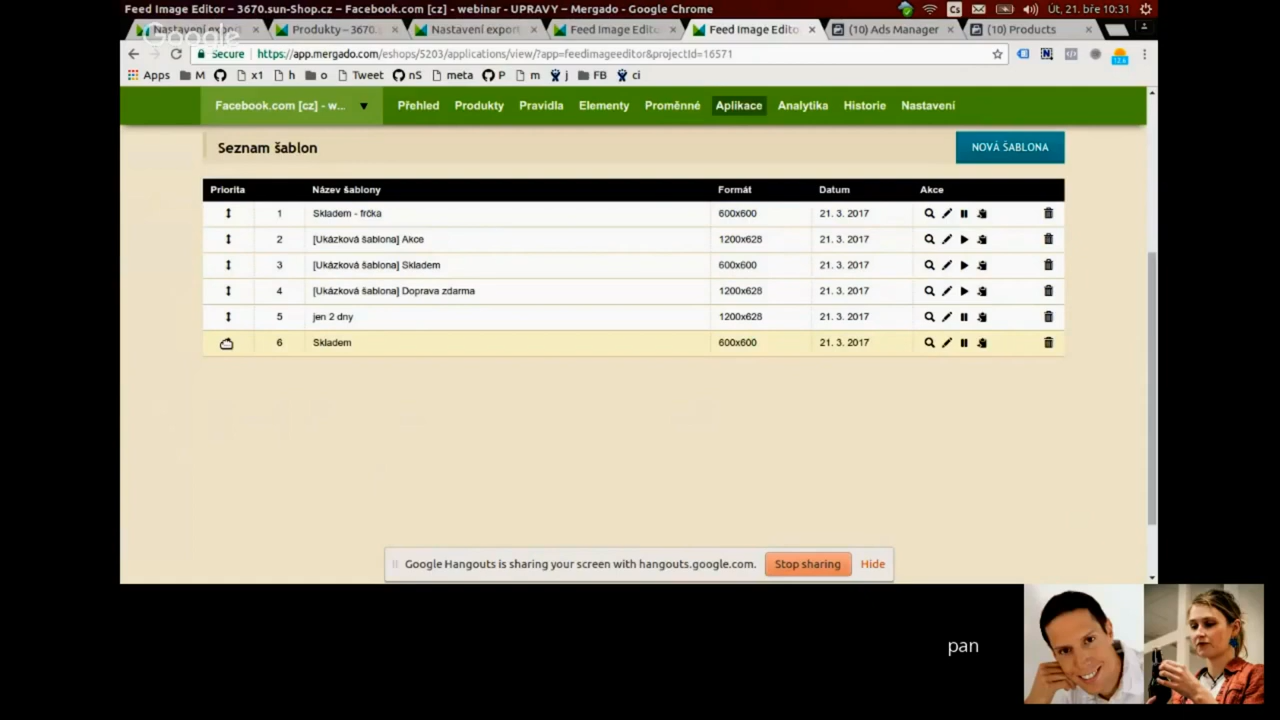 Feed Image Editor – 3670.sun-Shop.cz – Facebook.com [cz] - webinar - UPRAVY – Mergado - Google Chrome
Cs
Út, 21. bře 10:31
Nastavení expo
Produkty – 3670.s
Nastavení export
Feed Image Edito
Feed Image Edito
(10) Ads Manager
(10) Products
Google
Secure
https://app.mergado.com/eshops/5203/applications/view/?app=feedimageeditor&projectId=16571
Apps M x1 h o Tweet nS meta P m j FB ci
Facebook.com [cz] - w...
Přehled Produkty Pravidla Elementy Proměnné Aplikace Analytika Historie Nastavení
Seznam šablon
NOVÁ ŠABLONA
Priorita Název šablony Formát Datum Akce
1 Skladem - frčka 600x600 21. 3. 2017
2 [Ukázková šablona] Akce 1200x628 21. 3. 2017
3 [Ukázková šablona] Skladem 600x600 21. 3. 2017
4 [Ukázková šablona] Doprava zdarma 1200x628 21. 3. 2017
5 jen 2 dny 1200x628 21. 3. 2017
6 Skladem 600x600 21. 3. 2017
Google Hangouts is sharing your screen with hangouts.google.com.
Stop sharing
Hide
pan